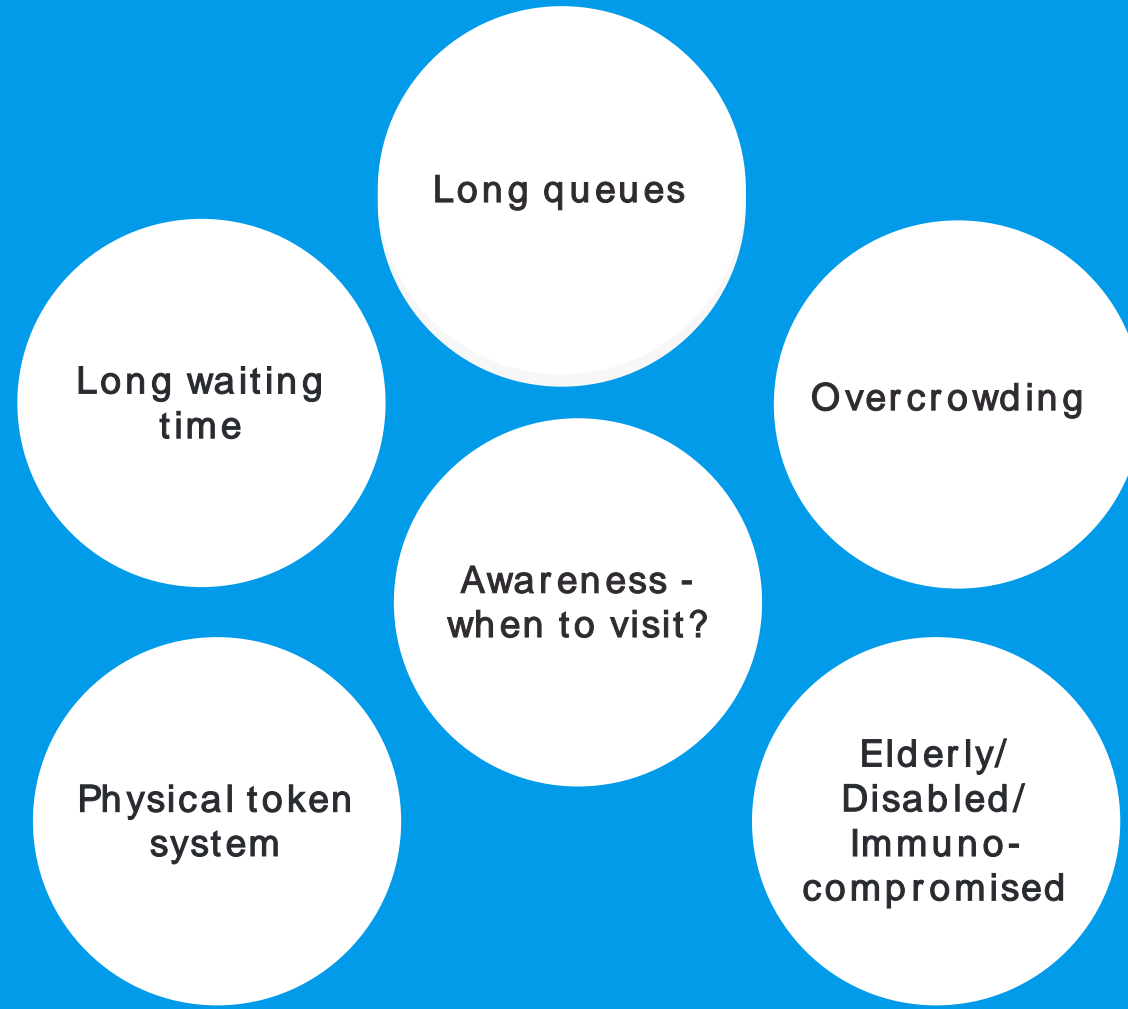 Long queues
Long waiting
time
Overcrowding
Awareness -
when to visit?
Physical token
system
Elderly/
Disabled/
Immuno-
compromised